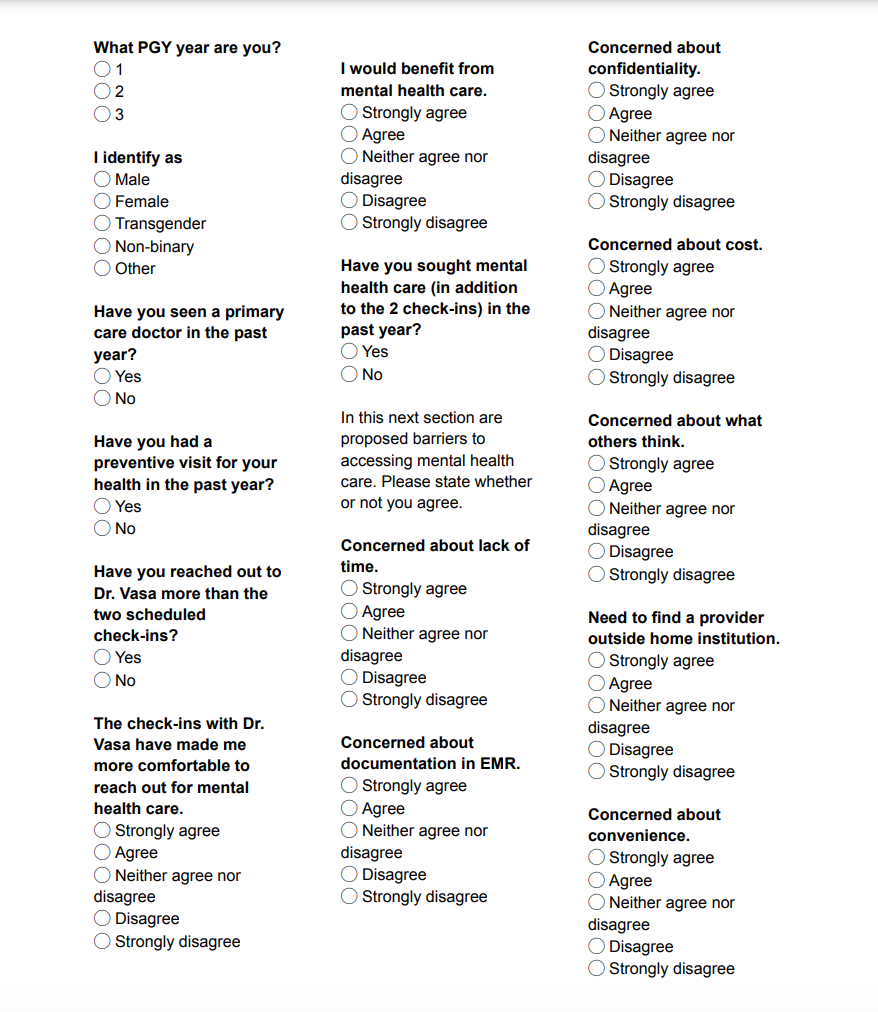 What PGY year are you?
1
2
3
I identify as
Male
Female
Transgender
Non-binary
Other
Have you seen a primary
care doctor in the past
year?
Yes
No
Have you had a
preventive visit for your
health in the past year?
Yes
No
Have you reached out to
Dr. Vasa more than the
two scheduled
check-ins?
Yes
No
The check-ins with Dr.
Vasa have made me
more comfortable to
reach out for mental
health care.
Strongly agree
Agree
Neither agree nor
disagree
Disagree
Strongly disagree
I would benefit from
mental health care.
Strongly agree
Agree
Neither agree nor
disagree
Disagree
Strongly disagree
Have you sought mental
health care (in addition
to the 2 check-ins) in the
past year?
Yes
No
In this next section are
proposed barriers to
accessing mental health
care. Please state whether
or not you agree.
Concerned about lack of
time.
Strongly agree
Agree
Neither agree nor
disagree
Disagree
Strongly disagree
Concerned about
documentation in EMR.
Strongly agree
Agree
Neither agree nor
disagree
Disagree
Strongly disagree
Concerned about
confidentiality.
Strongly agree
Agree
Neither agree nor
disagree
Disagree
Strongly disagree
Concerned about cost.
Strongly agree
Agree
Neither agree nor
disagree
Disagree
Strongly disagree
Concerned about what
others think.
Strongly agree
Agree
Neither agree nor
disagree
Disagree
Strongly disagree
Need to find a provider
outside home institution.
Strongly agree
Agree
Neither agree nor
disagree
Disagree
Strongly disagree
Concerned about
convenience.
Strongly agree
Agree
Neither agree nor
disagree
Disagree
Strongly disagree